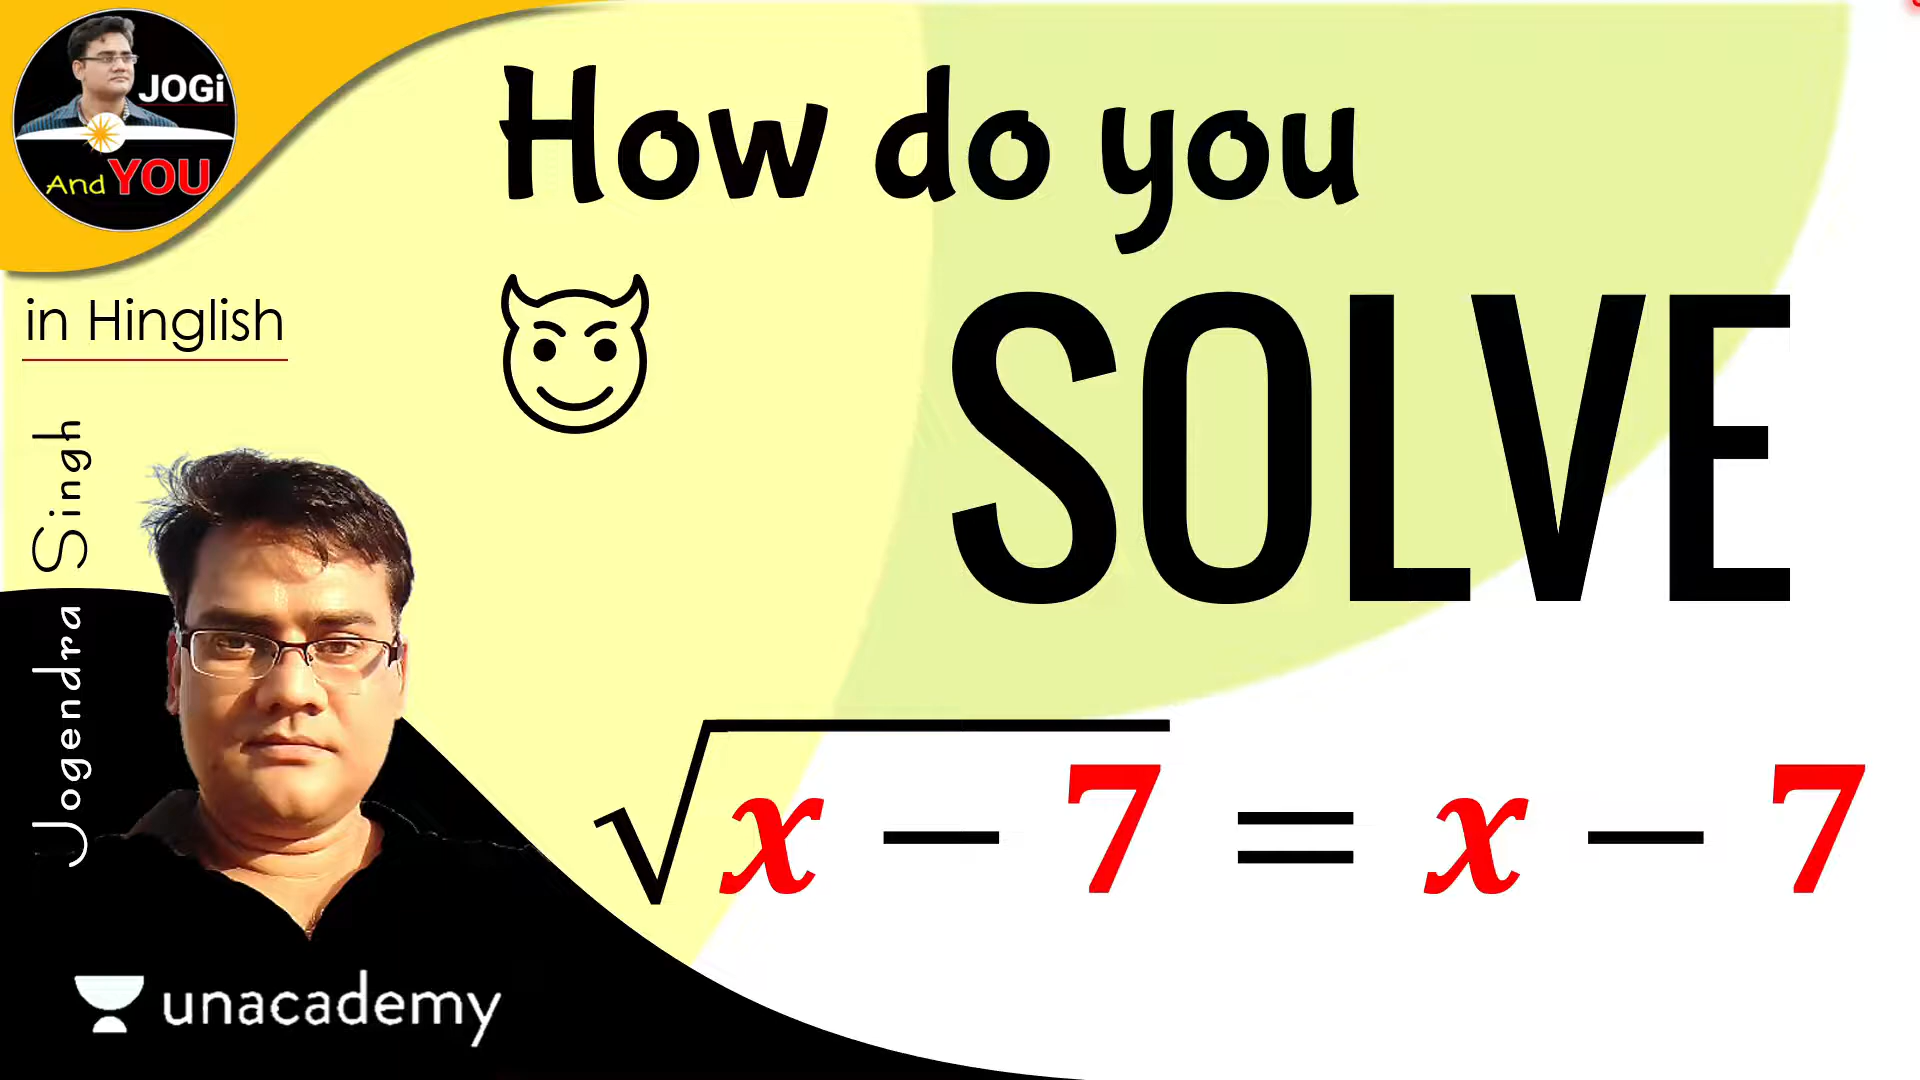 JOGi
And YOU
in Hinglish
Jogendra Singh
How do you
SOLVE
√x − 7 = x − 7
unacademy